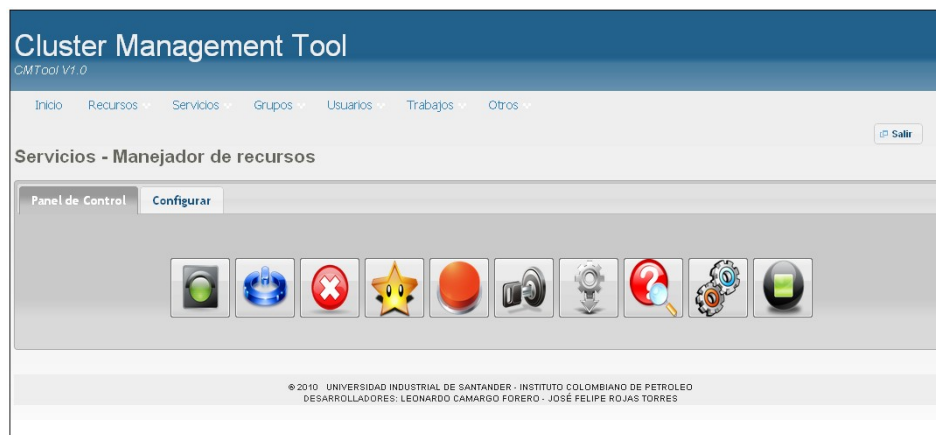 Cluster Management Tool
CMTool V1.0
Inicio Recursos Servicios Grupos Usuarios Trabajos Otros
Salir
Servicios - Manejador de recursos
Panel de Control Configurar
© 2010 UNIVERSIDAD INDUSTRIAL DE SANTANDER - INSTITUTO COLOMBIANO DE PETROLEO
DESARROLLADORES: LEONARDO CAMARGO FORERO - JOSÉ FELIPE ROJAS TORRES